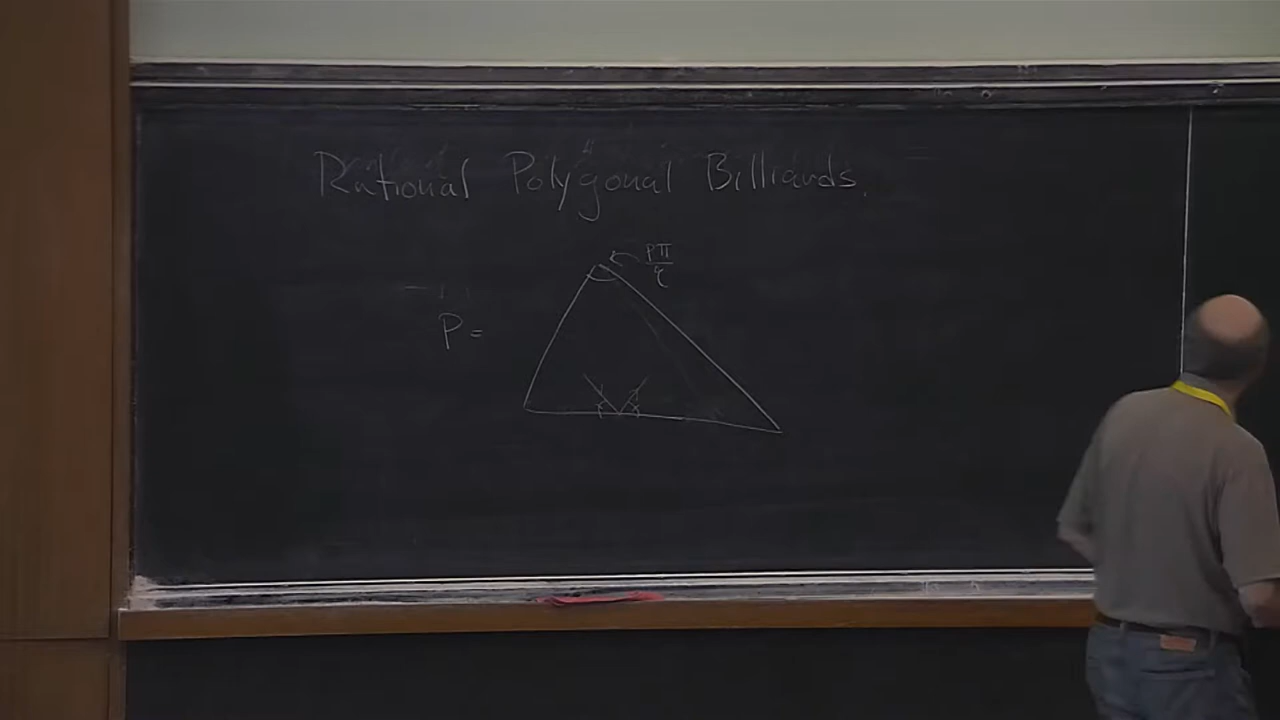 Rational Polygonal Billiards.
pπ
q
P =